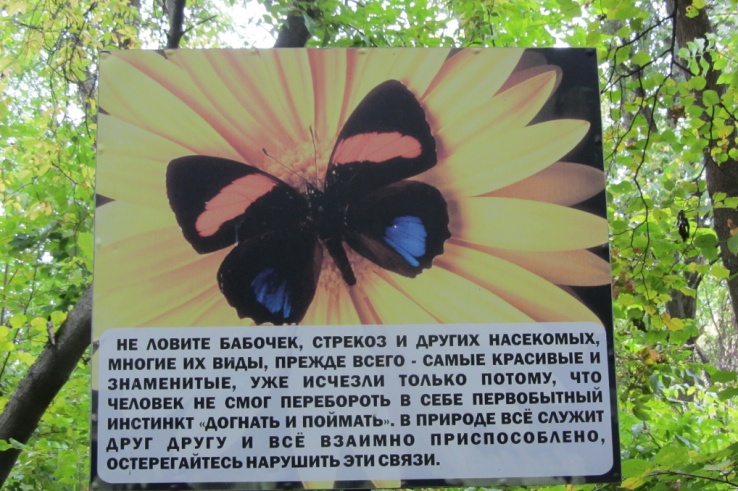 НЕ ЛОВИТЕ БАБОЧЕК, СТРЕКОЗ И ДРУГИХ НАСЕКОМЫХ,
МНОГИЕ ИХ ВИДЫ, ПРЕЖДЕ ВСЕГО - САМЫЕ КРАСИВЫЕ И
ЗНАМЕНИТЫЕ, УЖЕ ИСЧЕЗЛИ ТОЛЬКО ПОТОМУ, ЧТО
ЧЕЛОВЕК НЕ СМОГ ПЕРЕБОРОТЬ В СЕБЕ ПЕРВОБЫТНЫЙ
ИНСТИНКТ «ДОГНАТЬ И ПОЙМАТЬ». В ПРИРОДЕ ВСЁ СЛУЖИТ
ДРУГ ДРУГУ И ВСЁ ВЗАИМНО ПРИСПОСОБЛЕНО,
ОСТЕРЕГАЙТЕСЬ НАРУШИТЬ ЭТИ СВЯЗИ.